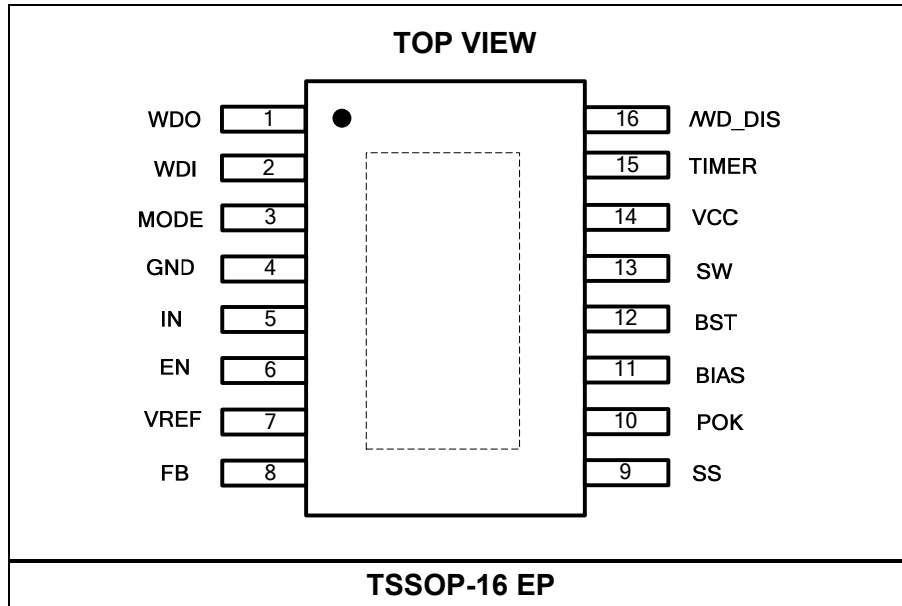 TOP VIEW
WDO 1 16 /WD_DIS
WDI 2 15 TIMER
MODE 3 14 VCC
GND 4 13 SW
IN 5 12 BST
EN 6 11 BIAS
VREF 7 10 POK
FB 8 9 SS
TSSOP-16 EP